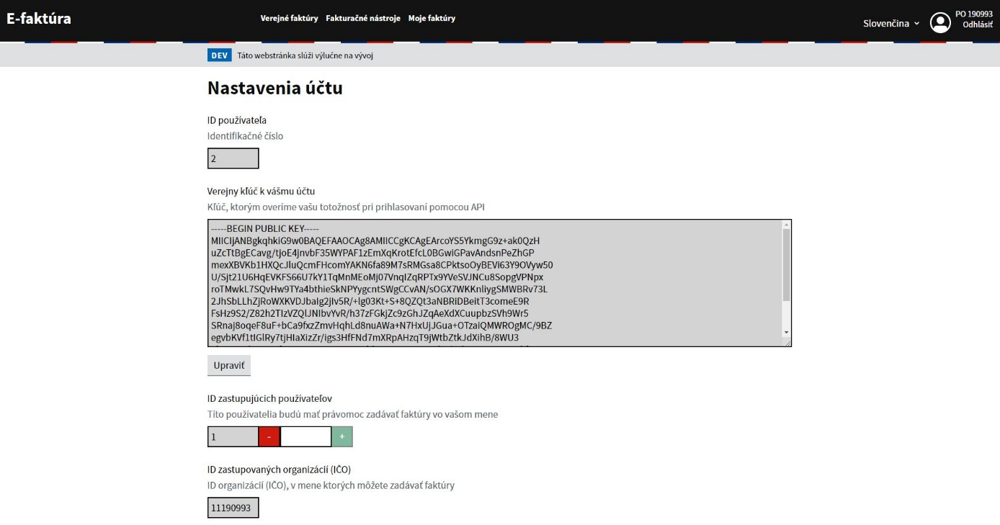 E-faktúra
Verejné faktúry Fakturačné nástroje Moje faktúry
Slovenčina
PO 190993
Odhlásiť
DEV Táto webstránka slúži výlučne na vývoj
Nastavenia účtu
ID používateľa
Identifikačné číslo
2
Verejny kľúč k vášmu účtu
Kľúč, ktorým overíme vašu totožnosť pri prihlasovaní pomocou API
-----BEGIN PUBLIC KEY-----
MIICIjANBgkqhkiG9w0BAQEFAAOCAg8AMIICCgKCAgEArcoYS5YkmgG9z+ak0QzH
uZcTtBgECavg/tjoE4jnvbF35WYPAF1zEmXqKrotEfcL0BGwiGPavAndsnPeZhGP
mexXBVKb1HXQcJluQcmFHcomYAKN6fa89M7sRMGsa8CPktsoOyBEVi63Y9OVyw50
U/Sjt21U6HqEVKFS66U7kY1TqMnMEoMj07VnqIZqRPTx9YVeSVJNCu8SopgVPNpx
roTMwkL7SQvHw9TYa4bthieSkNPYygcntSWgCCvAN/sOGX7WKKnliygSMWBRv73L
2JhSbLLhZjRoWXKVDJbaIg2jIv5R/+lg03Kt+S+8QZQt3aNBRiDBeitT3comeE9R
FsHz9S2/Z82h2TIzVZQlJNIbvYvR/h37zFGkjZc9zGhJZqAeXdXCuupbzSVh9Wr5
SRnaj8oqeF8uF+bCa9fxzZmvHqhLd8nuAWa+N7HxUjJGua+OTzaiQMWROgMC/9BZ
egvbKVf1tIGlRy7tjHIaXizZr/igs3HfFNd7mXRpAHzqT9jWtbZtkJdXihB/8WU3
Upraviť
ID zastupujúcich používateľov
Títo používatelia budú mať právomoc zadávať faktúry vo vašom mene
1 - +
ID zastupovaných organizácií (IČO)
ID organizácií (IČO), v mene ktorých môžete zadávať faktúry
11190993